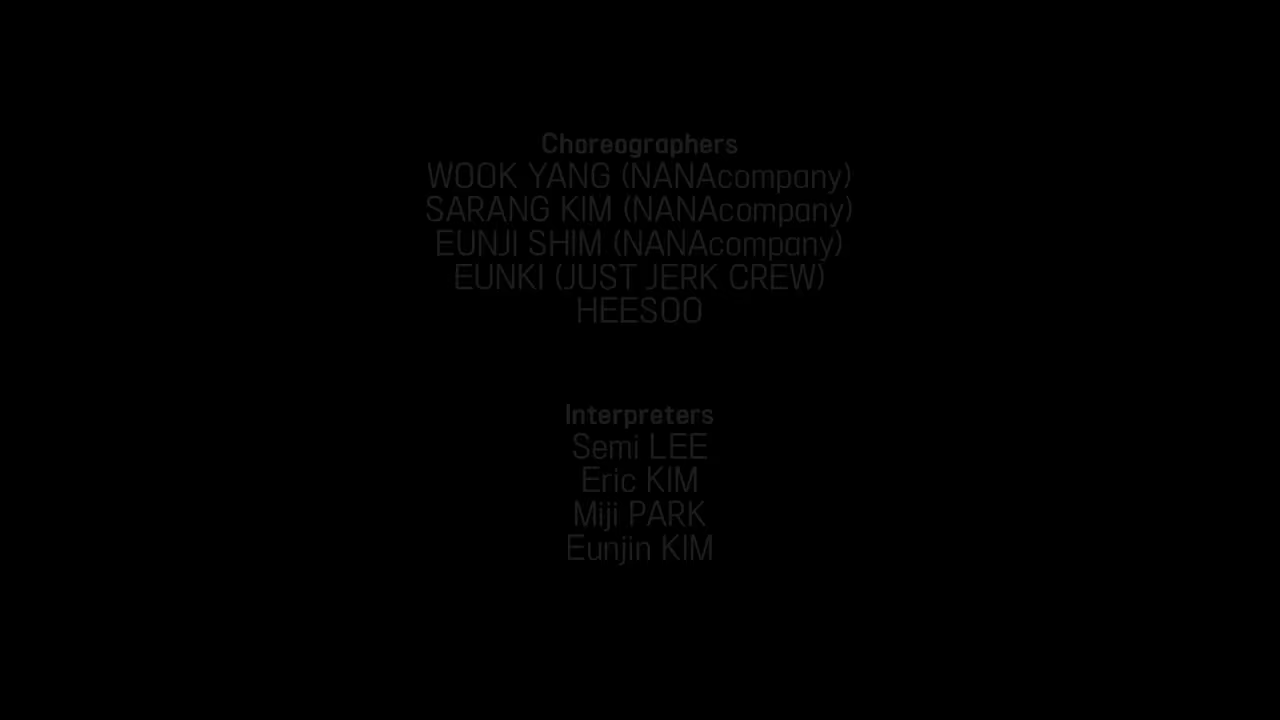 Choreographers
WOOK YANG (NANAcompany)
SARANG KIM (NANAcompany)
EUNJI SHIM (NANAcompany)
EUNKI (JUST JERK CREW)
HEESOO
Interpreters
Semi LEE
Eric KIM
Miji PARK
Eunjin KIM